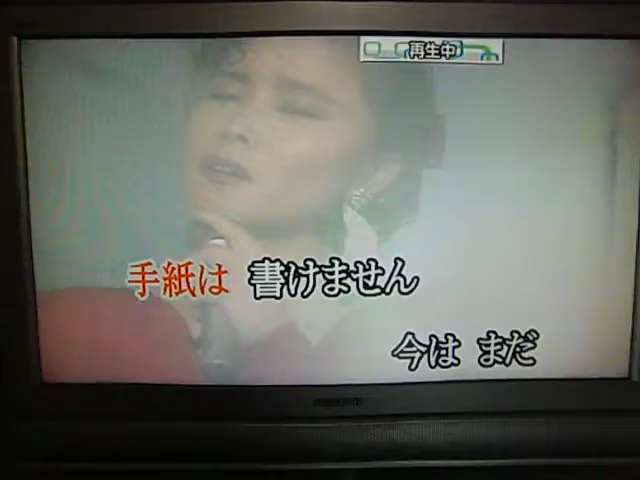 再生中
手紙は 書けません
今は まだ